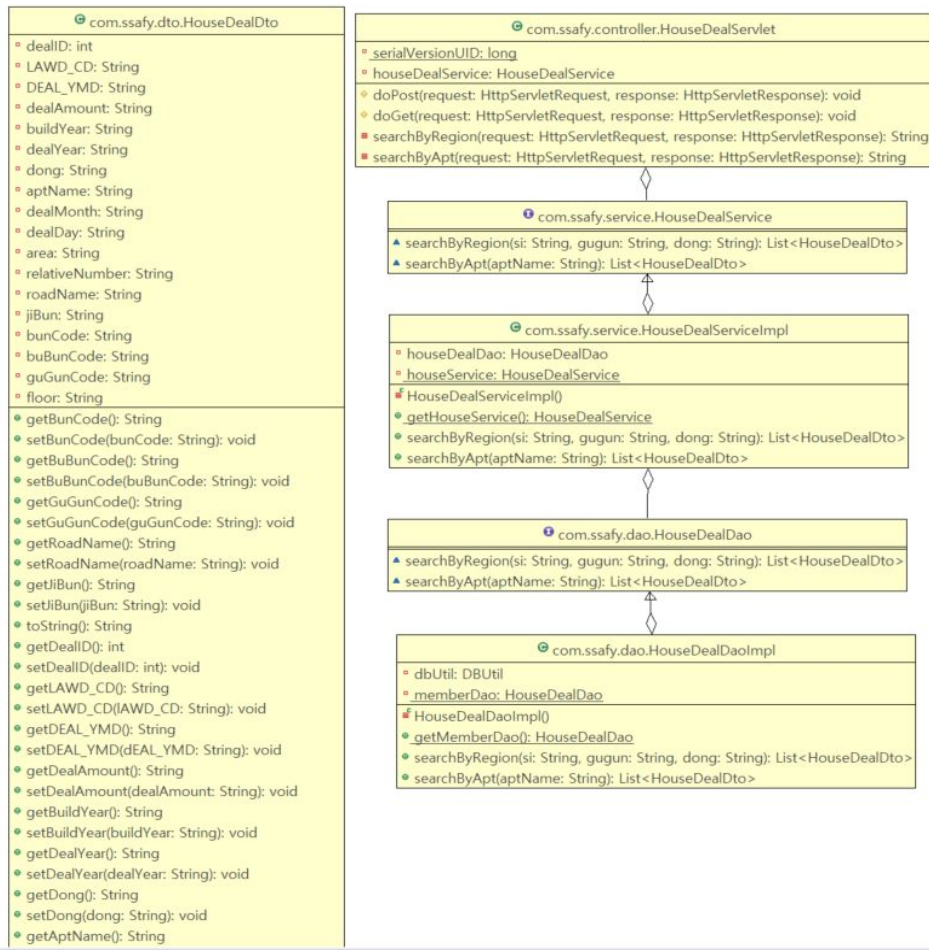 com.ssafy.dto.HouseDealDto
dealID: int
LAWD_CD: String
DEAL_YMD: String
dealAmount: String
buildYear: String
dealYear: String
dong: String
aptName: String
dealMonth: String
dealDay: String
area: String
relativeNumber: String
roadName: String
jiBun: String
bunCode: String
buBunCode: String
guGunCode: String
floor: String
getBunCode(): String
setBunCode(bunCode: String): void
getBuBunCode(): String
setBuBunCode(buBunCode: String): void
getGuGunCode(): String
setGuGunCode(guGunCode: String): void
getRoadName(): String
setRoadName(roadName: String): void
getJiBun(): String
setJiBun(jiBun: String): void
toString(): String
getDealID(): int
setDealID(dealID: int): void
getLAWD_CD(): String
setLAWD_CD(lAWD_CD: String): void
getDEAL_YMD(): String
setDEAL_YMD(dEAL_YMD: String): void
getDealAmount(): String
setDealAmount(dealAmount: String): void
getBuildYear(): String
setBuildYear(buildYear: String): void
getDealYear(): String
setDealYear(dealYear: String): void
getDong(): String
setDong(dong: String): void
getAptName(): String
com.ssafy.controller.HouseDealServlet
serialVersionUID: long
houseDealService: HouseDealService
doPost(request: HttpServletRequest, response: HttpServletResponse): void
doGet(request: HttpServletRequest, response: HttpServletResponse): void
searchByRegion(request: HttpServletRequest, response: HttpServletResponse): String
searchByApt(request: HttpServletRequest, response: HttpServletResponse): String
com.ssafy.service.HouseDealService
searchByRegion(si: String, gugun: String, dong: String): List<HouseDealDto>
searchByApt(aptName: String): List<HouseDealDto>
com.ssafy.service.HouseDealServiceImpl
houseDealDao: HouseDealDao
houseService: HouseDealService
HouseDealServiceImpl()
getHouseService(): HouseDealService
searchByRegion(si: String, gugun: String, dong: String): List<HouseDealDto>
searchByApt(aptName: String): List<HouseDealDto>
com.ssafy.dao.HouseDealDao
searchByRegion(si: String, gugun: String, dong: String): List<HouseDealDto>
searchByApt(aptName: String): List<HouseDealDto>
com.ssafy.dao.HouseDealDaoImpl
dbUtil: DBUtil
memberDao: HouseDealDao
HouseDealDaoImpl()
getMemberDao(): HouseDealDao
searchByRegion(si: String, gugun: String, dong: String): List<HouseDealDto>
searchByApt(aptName: String): List<HouseDealDto>